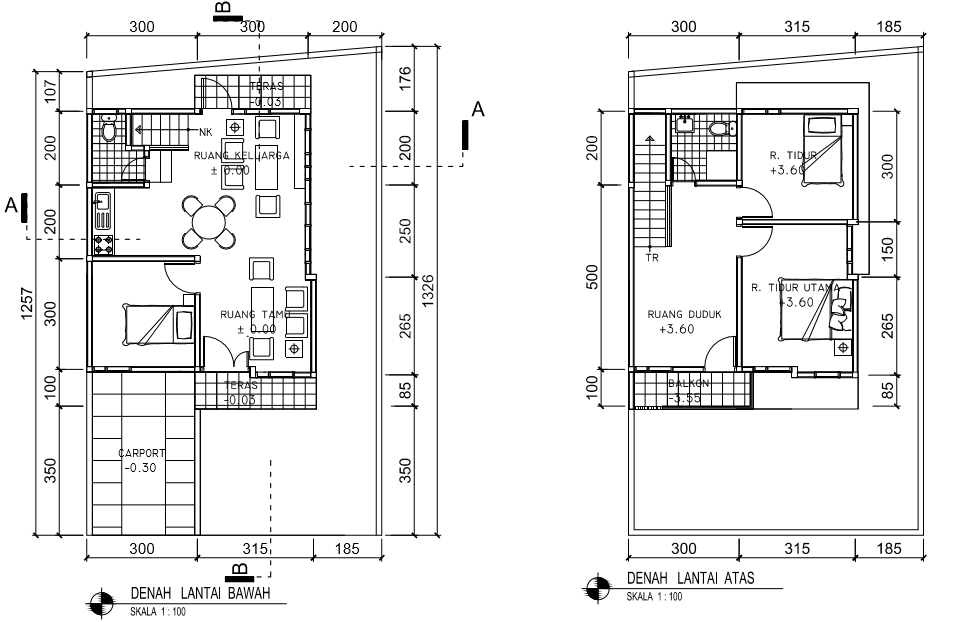 B
300
300
200
107
200
200
300
100
350
1257
176
200
250
265
85
350
1326
A
A
TERAS
-0.03
NK
RUANG KELUARGA
± 0.00
RUANG TAMU
± 0.00
TERAS
-0.03
CARPORT
-0.30
300
315
185
B
DENAH LANTAI BAWAH
SKALA 1 : 100
300
315
185
200
500
100
300
150
265
85
R. TIDUR
+3.60
TR
R. TIDUR UTAMA
+3.60
RUANG DUDUK
+3.60
BALKON
-3.55
300
315
185
DENAH LANTAI ATAS
SKALA 1 : 100